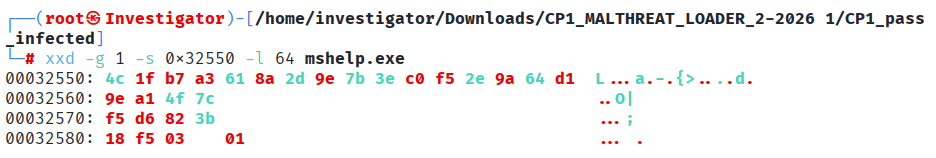 ┌──(root㉿Investigator)-[/home/investigator/Downloads/CP1_MALTHREAT_LOADER_2-2026 1/CP1_pass
_infected]
└─# xxd -g 1 -s 0×32550 -l 64 mshelp.exe
00032550: 4c 1f b7 a3 61 8a 2d 9e 7b 3e c0 f5 2e 9a 64 d1  L...a.-.{>....d.
00032560: 9e a1 4f 7c                                      ..O|
00032570: f5 d6 82 3b                                      ...;
00032580: 18 f5 03    01                                   ... .